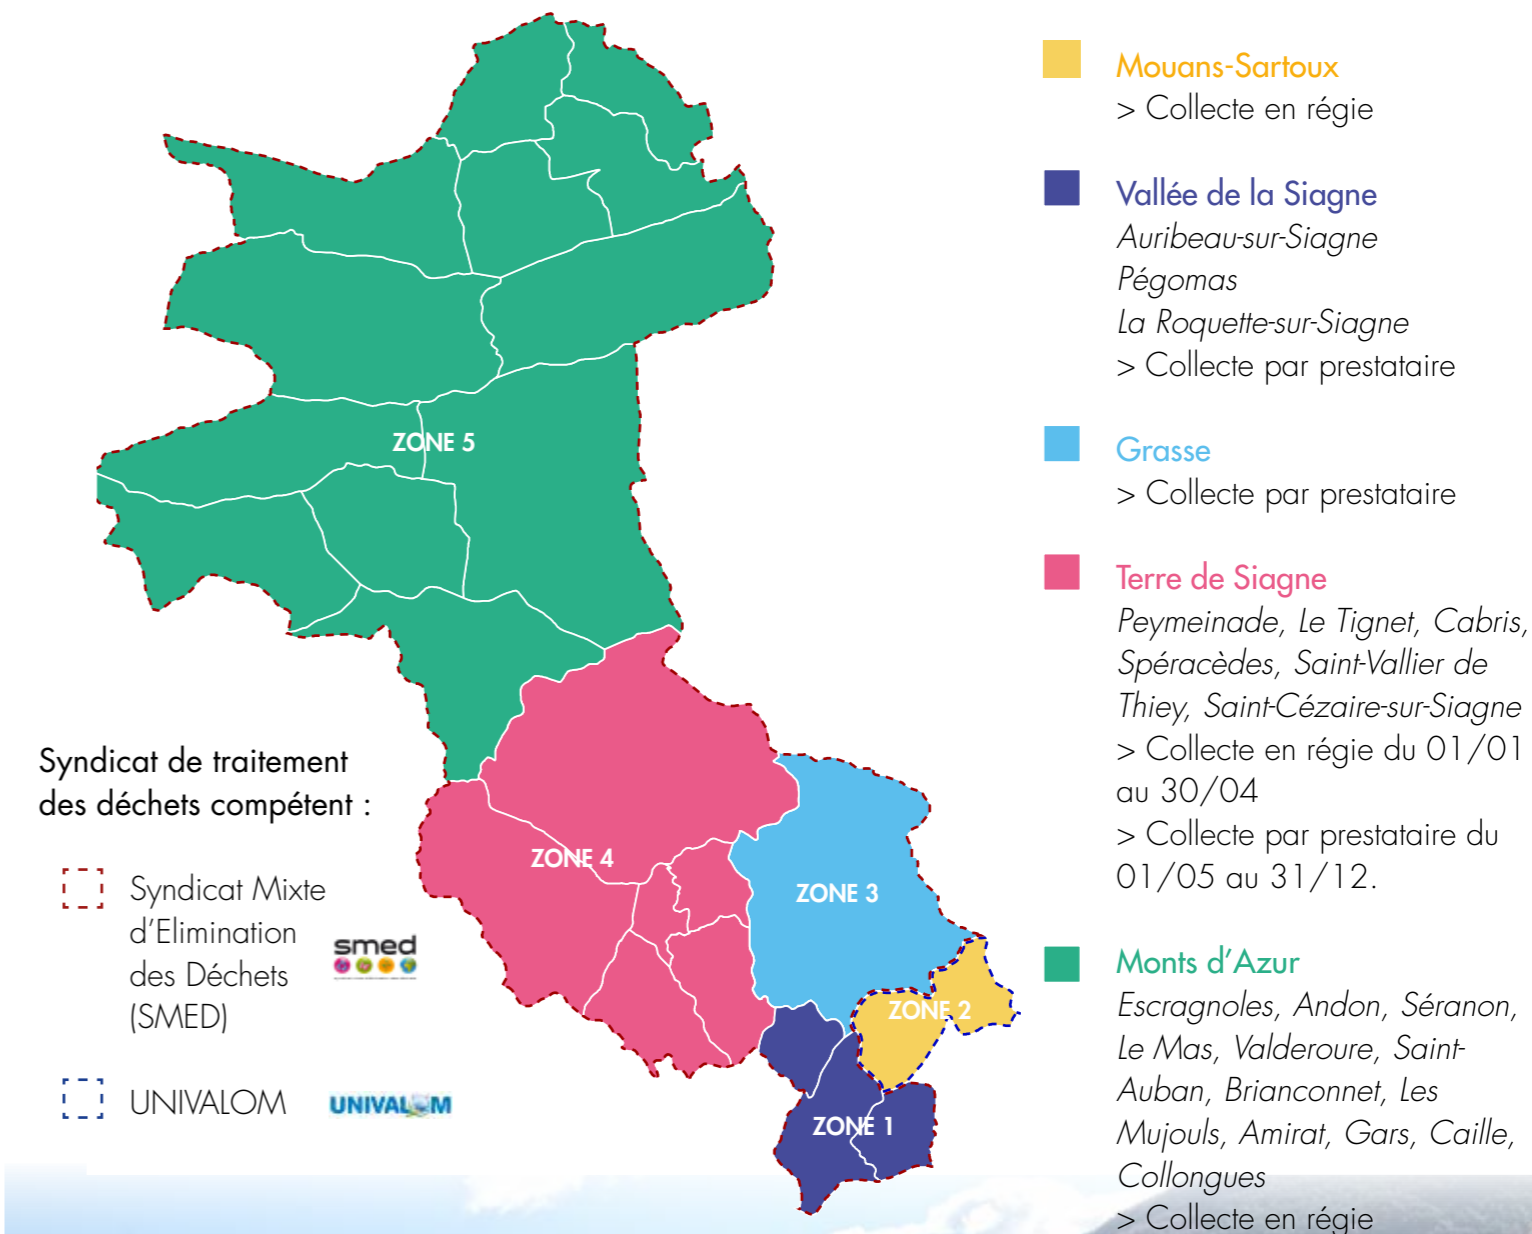 Mouans-Sartoux
> Collecte en régie
Vallée de la Siagne
Auribeau-sur-Siagne
Pégomas
La Roquette-sur-Siagne
> Collecte par prestataire
Grasse
> Collecte par prestataire
Terre de Siagne
Peymeinade, Le Tignet, Cabris,
Spéracèdes, Saint-Vallier de
Thiey, Saint-Cézaire-sur-Siagne
> Collecte en régie du 01/01
au 30/04
> Collecte par prestataire du
01/05 au 31/12.
Monts d'Azur
Escragnoles, Andon, Séranon,
Le Mas, Valderoure, Saint-
Auban, Brianconnet, Les
Mujouls, Amirat, Gars, Caille,
Collongues
> Collecte en régie
ZONE 5
ZONE 4
ZONE 3
ZONE 2
ZONE 1
Syndicat de traitement
des déchets compétent :
Syndicat Mixte
d'Elimination
des Déchets
(SMED)
smed
UNIVALOM
UNIVALOM